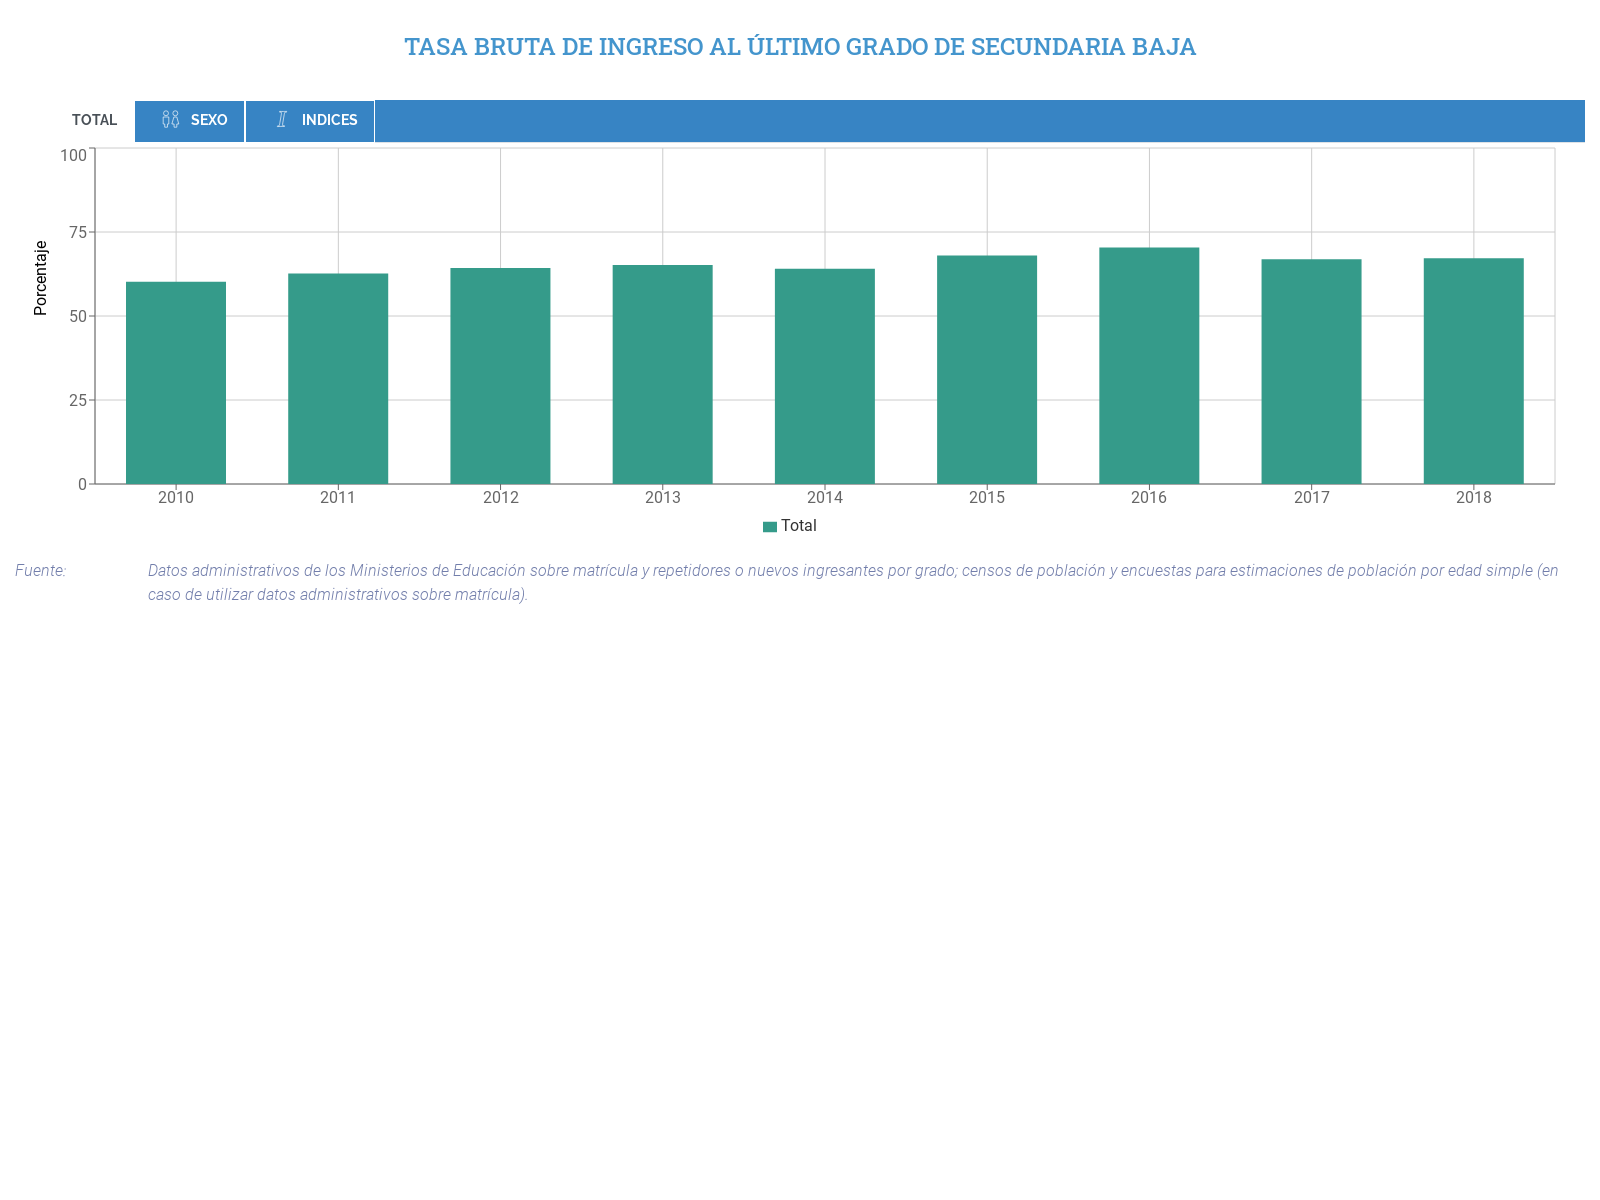 TASA BRUTA DE INGRESO AL ÚLTIMO GRADO DE SECUNDARIA BAJA
TOTAL SEXO INDICES
100
75
50
25
0
Porcentaje
2010 2011 2012 2013 2014 2015 2016 2017 2018
Total
Fuente: Datos administrativos de los Ministerios de Educación sobre matrícula y repetidores o nuevos ingresantes por grado; censos de población y encuestas para estimaciones de población por edad simple (en
caso de utilizar datos administrativos sobre matrícula).